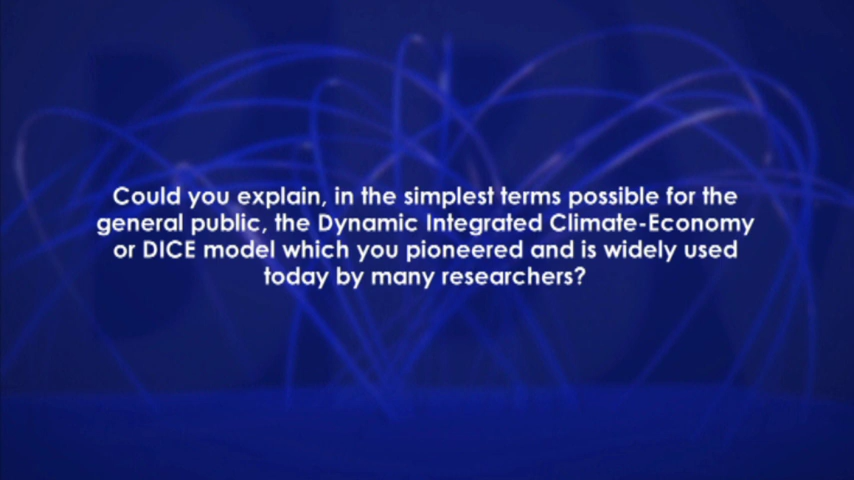 Could you explain, in the simplest terms possible for the
general public, the Dynamic Integrated Climate-Economy
or DICE model which you pioneered and is widely used
today by many researchers?